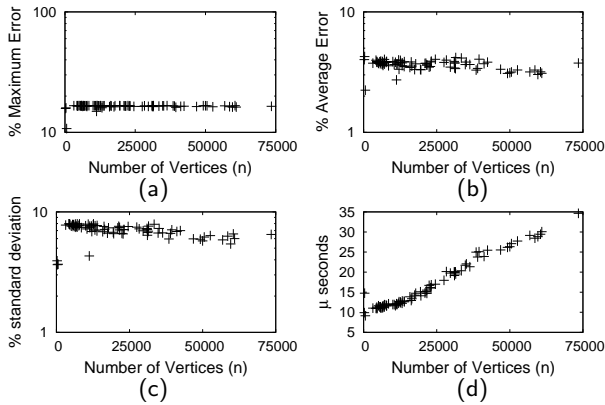 100
10
% Maximum Error
0 25000 50000 75000
Number of Vertices (n)
(a)
10
1
% Average Error
0 25000 50000 75000
Number of Vertices (n)
(b)
10
1
% standard deviation
0 25000 50000 75000
Number of Vertices (n)
(c)
35
30
25
20
15
10
5
μ seconds
0 25000 50000 75000
Number of Vertices (n)
(d)